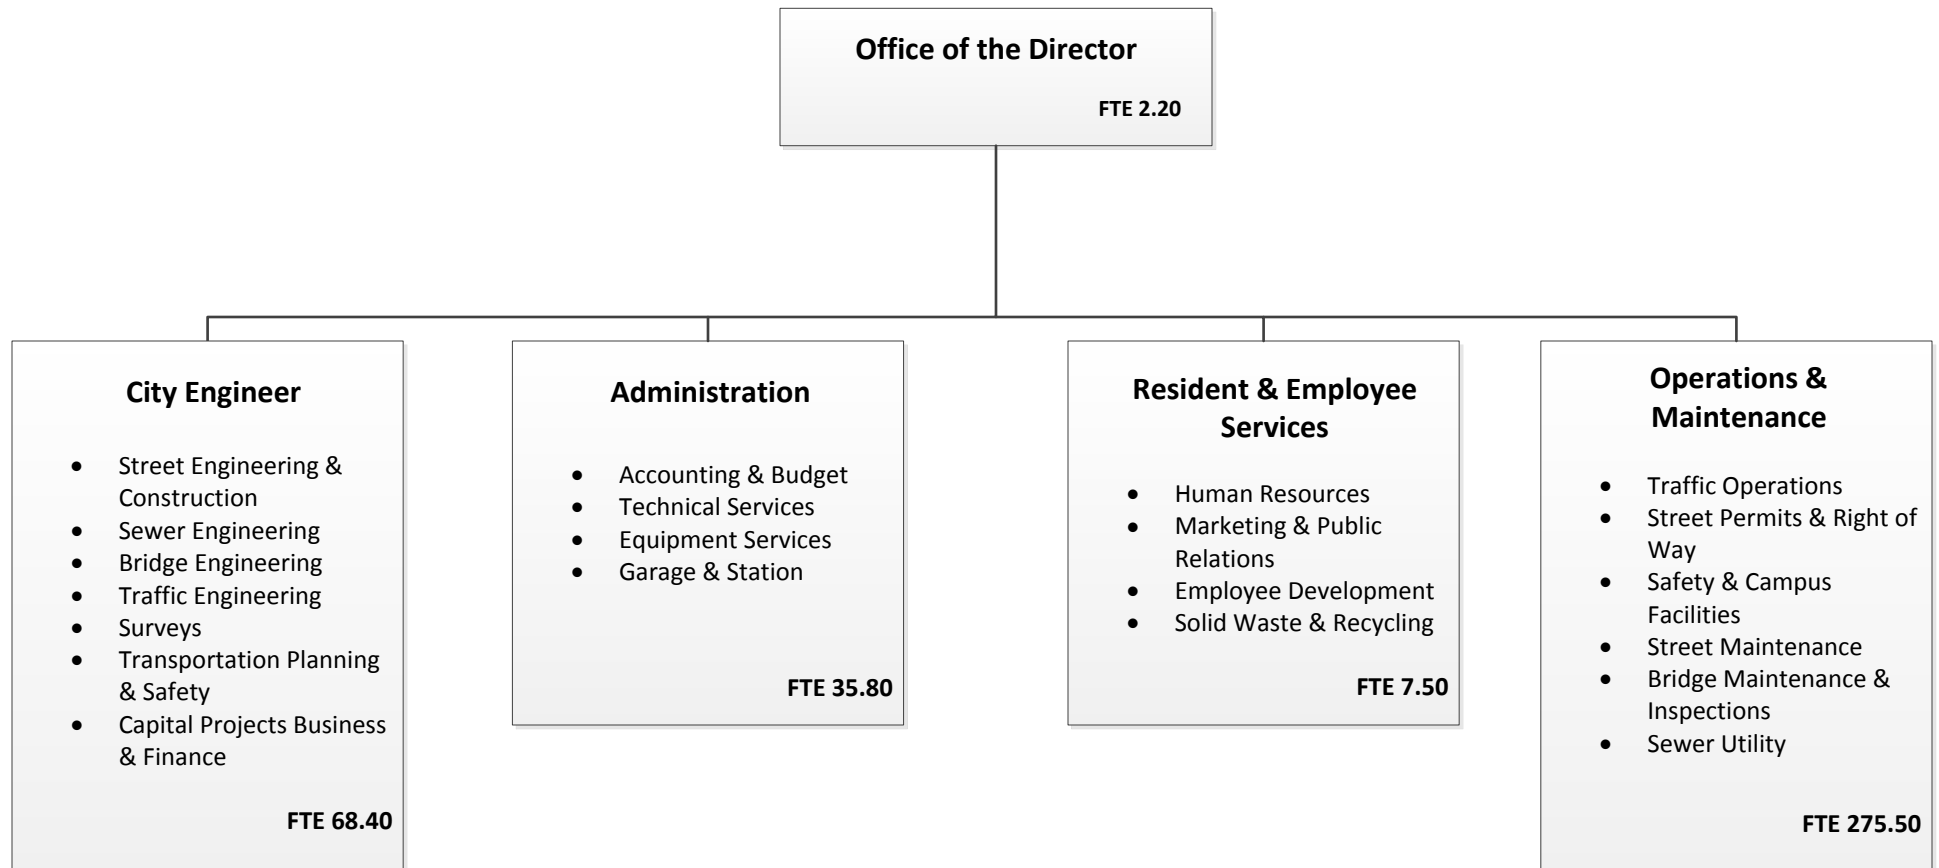 Office of the Director
FTE 2.20
City Engineer
• Street Engineering &
Construction
• Sewer Engineering
• Bridge Engineering
• Traffic Engineering
• Surveys
• Transportation Planning
& Safety
• Capital Projects Business
& Finance
FTE 68.40
Administration
• Accounting & Budget
• Technical Services
• Equipment Services
• Garage & Station
FTE 35.80
Resident & Employee
Services
• Human Resources
• Marketing & Public
Relations
• Employee Development
• Solid Waste & Recycling
FTE 7.50
Operations &
Maintenance
• Traffic Operations
• Street Permits & Right of
Way
• Safety & Campus
Facilities
• Street Maintenance
• Bridge Maintenance &
Inspections
• Sewer Utility
FTE 275.50